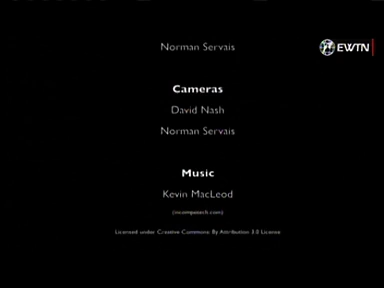 Norman Servais
EWTN
Cameras
David Nash
Norman Servais
Music
Kevin MacLeod
(incompetech.com)
Licensed under Creative Commons: By Attribution 3.0 License